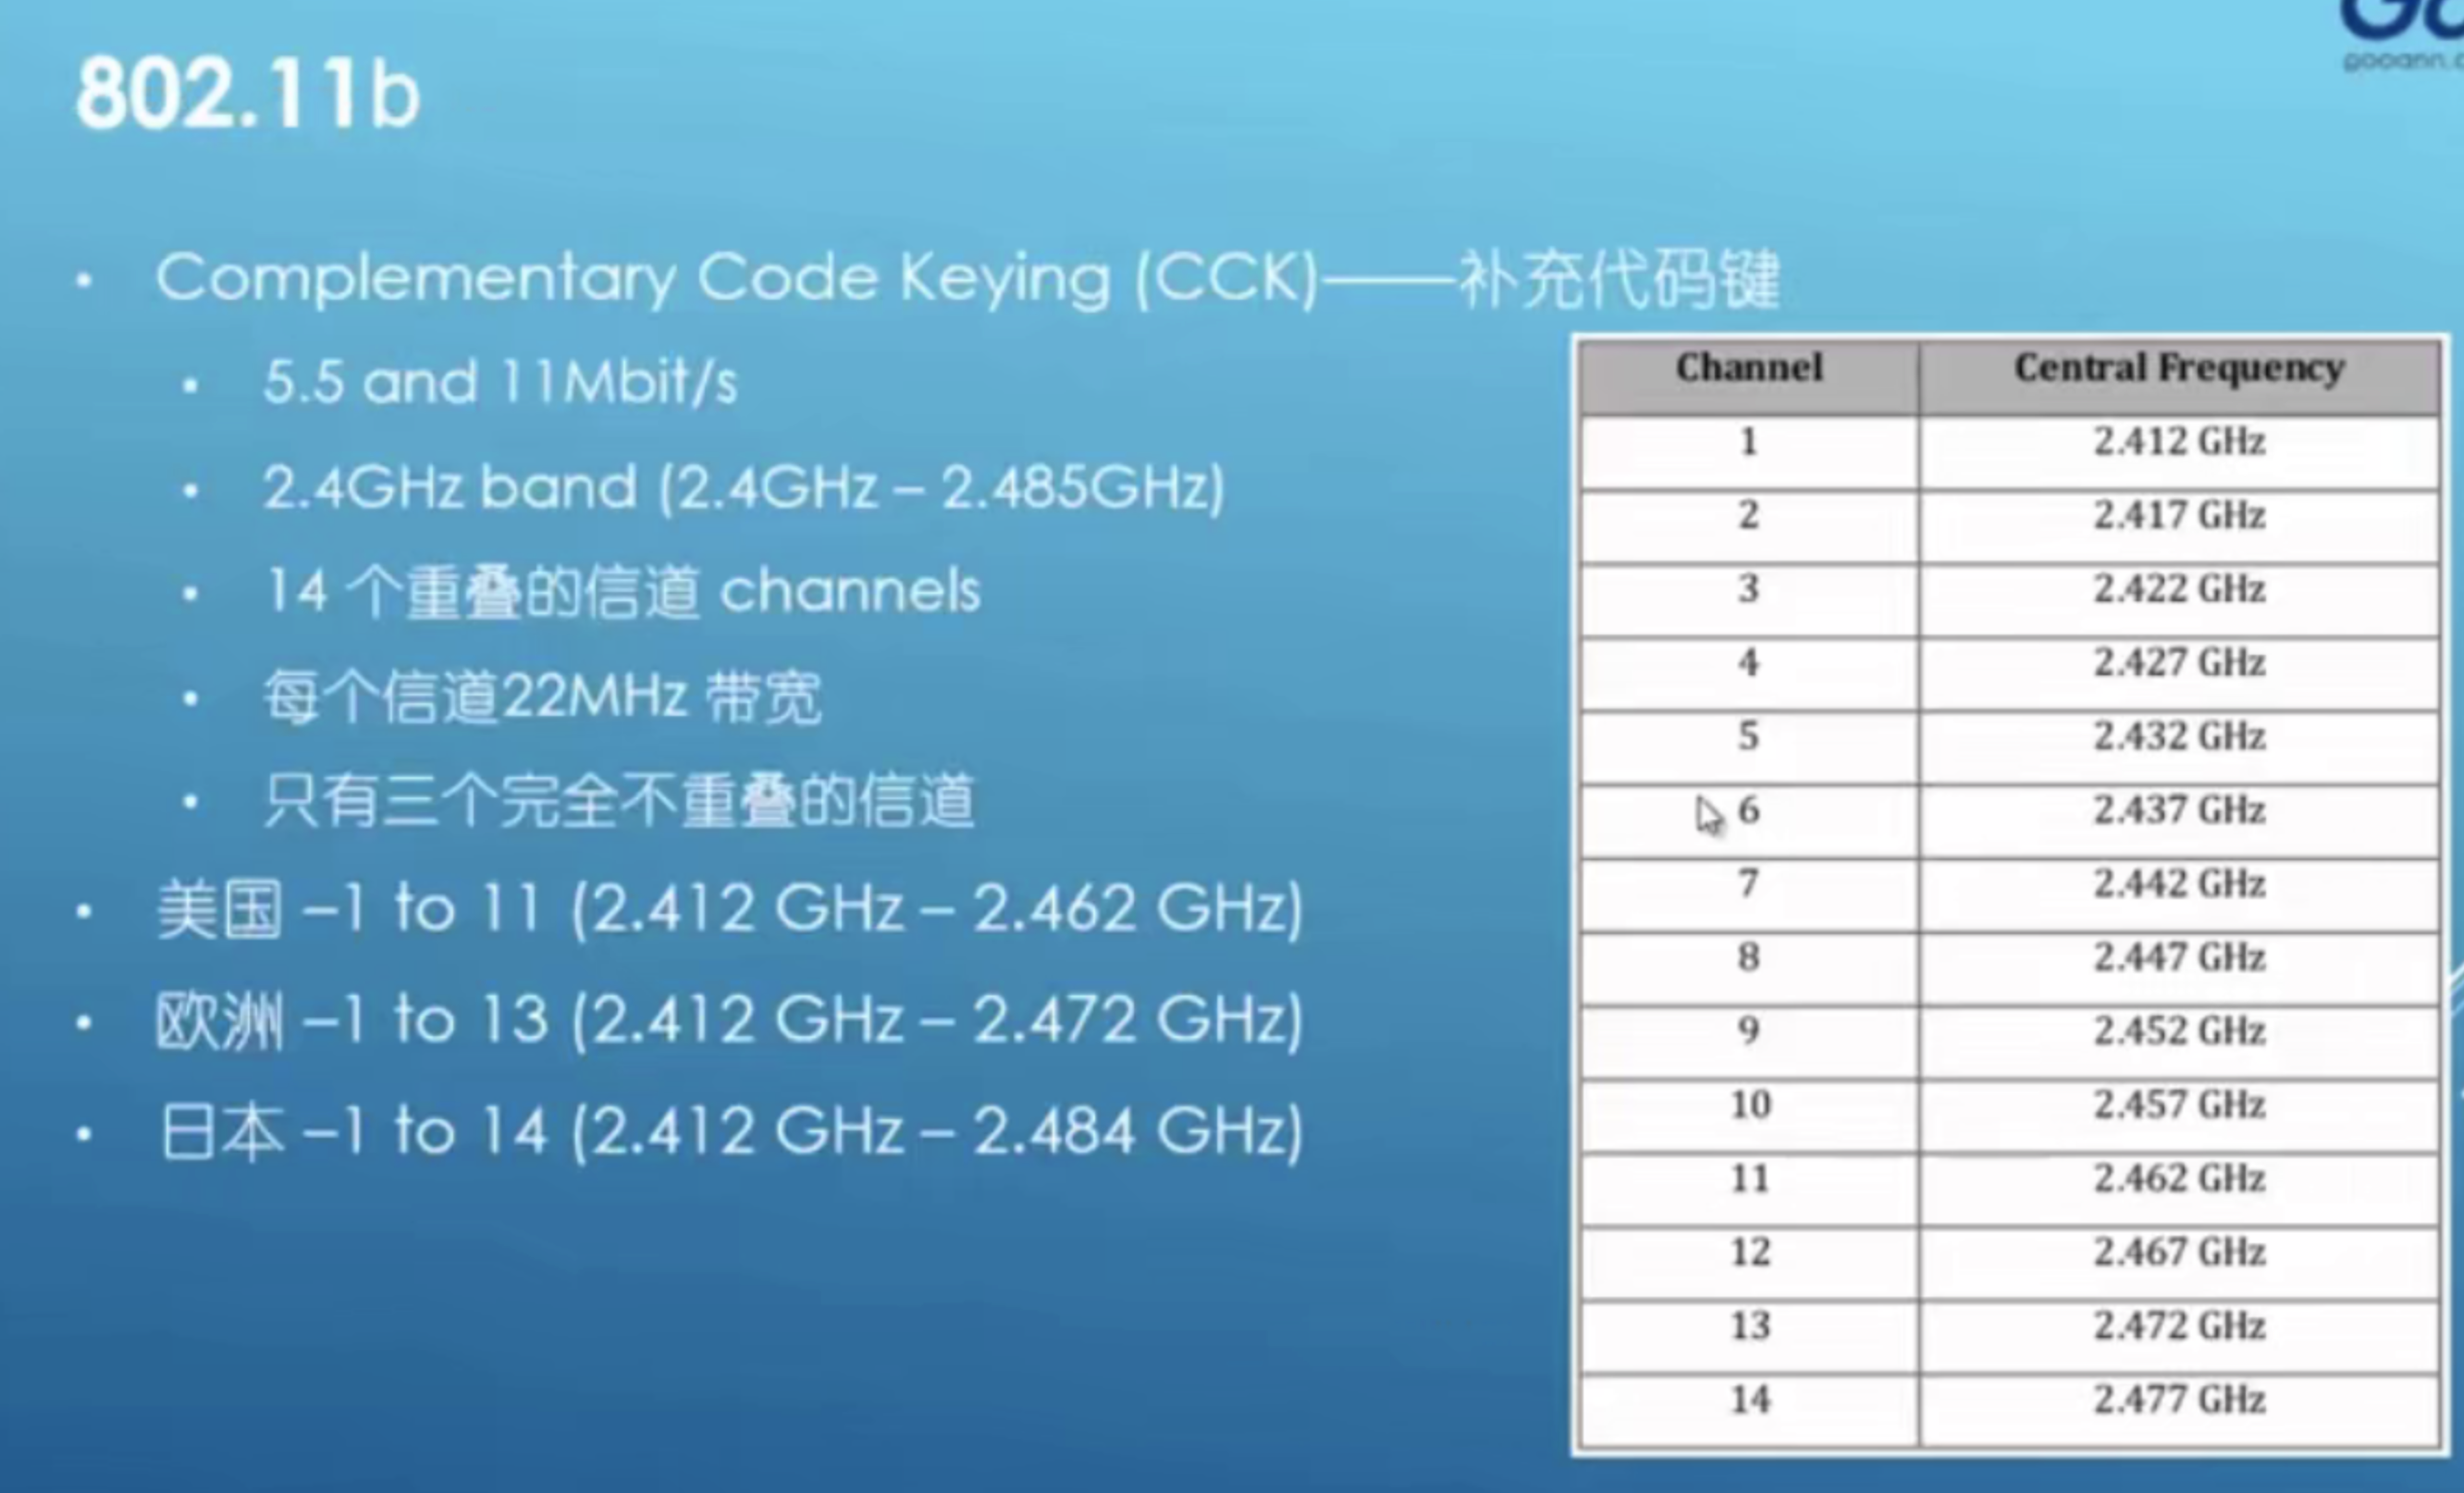 802.11b
gooann.c
• Complementary Code Keying (CCK)——补充代码键
• 5.5 and 11Mbit/s
• 2.4GHz band (2.4GHz – 2.485GHz)
• 14 个重叠的信道 channels
• 每个信道22MHz 带宽
• 只有三个完全不重叠的信道
• 美国 –1 to 11 (2.412 GHz – 2.462 GHz)
• 欧洲 –1 to 13 (2.412 GHz – 2.472 GHz)
• 日本 –1 to 14 (2.412 GHz – 2.484 GHz)
Channel Central Frequency
1 2.412 GHz
2 2.417 GHz
3 2.422 GHz
4 2.427 GHz
5 2.432 GHz
6 2.437 GHz
7 2.442 GHz
8 2.447 GHz
9 2.452 GHz
10 2.457 GHz
11 2.462 GHz
12 2.467 GHz
13 2.472 GHz
14 2.477 GHz